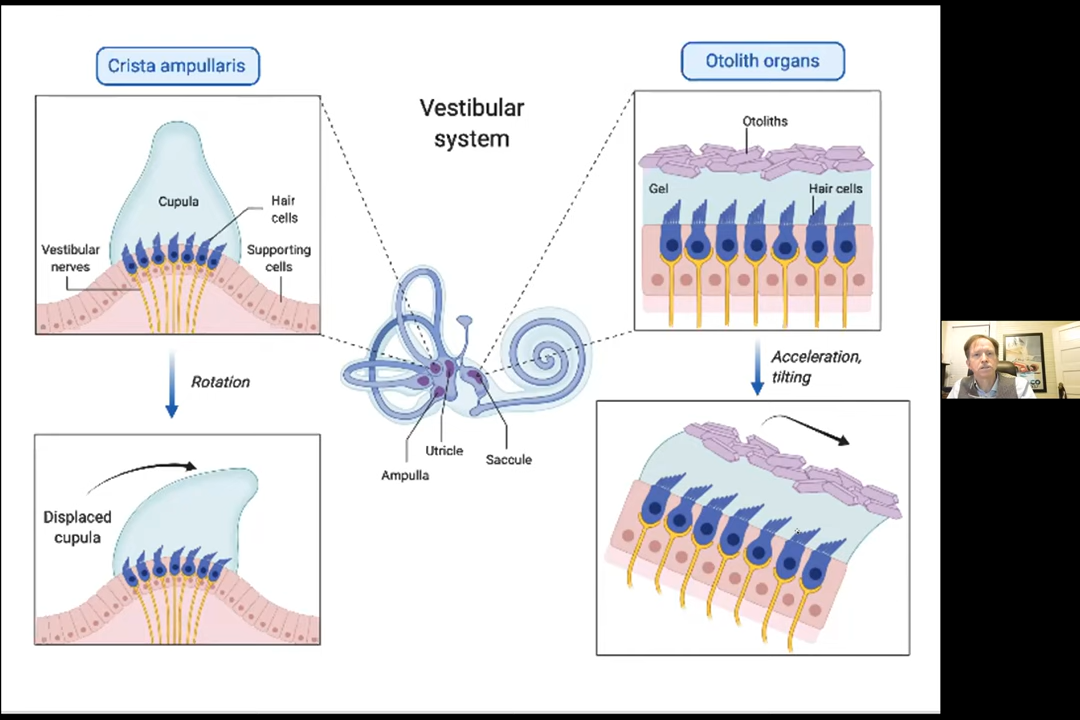 Crista ampullaris
Vestibular
system
Otolith organs
Cupula
Hair
cells
Vestibular
nerves
Supporting
cells
Otoliths
Gel
Hair cells
Rotation
Acceleration,
tilting
Ampulla
Utricle
Saccule
Displaced
cupula